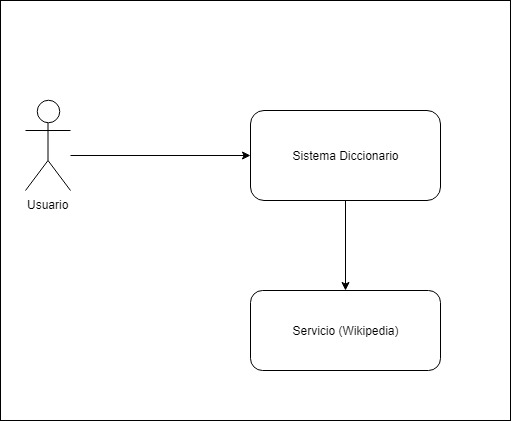 Sistema Diccionario
Usuario
Servicio (Wikipedia)